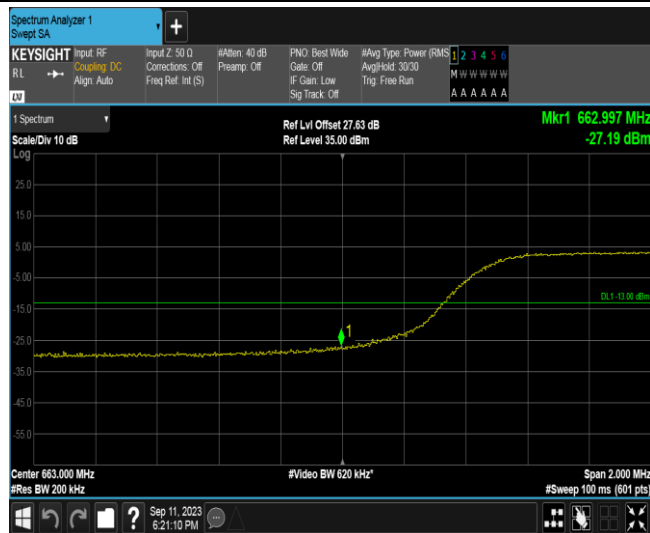 Spectrum Analyzer 1
Swept SA
+
KEYSIGHT
RL
Input: RF
Coupling: DC
Align: Auto
Input Z: 50 Ω
Corrections: Off
Freq Ref: Int (S)
#Atten: 40 dB
Preamp: Off
PNO: Best Wide
Gate: Off
IF Gain: Low
Sig Track: Off
#Avg Type: Power (RMS
Avg|Hold: 30/30
Trig: Free Run
1 2 3 4 5 6
M W W W W W
A A A A A A
1 Spectrum
Scale/Div 10 dB
Log
Ref Lvl Offset 27.63 dB
Ref Level 35.00 dBm
Mkr1 662.997 MHz
-27.19 dBm
25.0
15.0
5.00
-5.00
-15.0
-25.0
-35.0
-45.0
-55.0
DL1 -13.00 dBm
1
Center 663.000 MHz
#Res BW 200 kHz
#Video BW 620 kHz*
Span 2.000 MHz
#Sweep 100 ms (601 pts)
?
Sep 11, 2023
6:21:10 PM